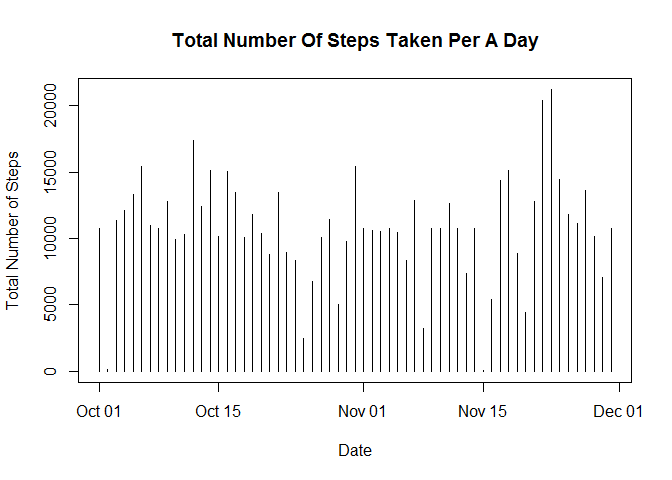 Total Number Of Steps Taken Per A Day
Total Number of Steps
20000
15000
10000
5000
0
Oct 01 Oct 15 Nov 01 Nov 15 Dec 01
Date